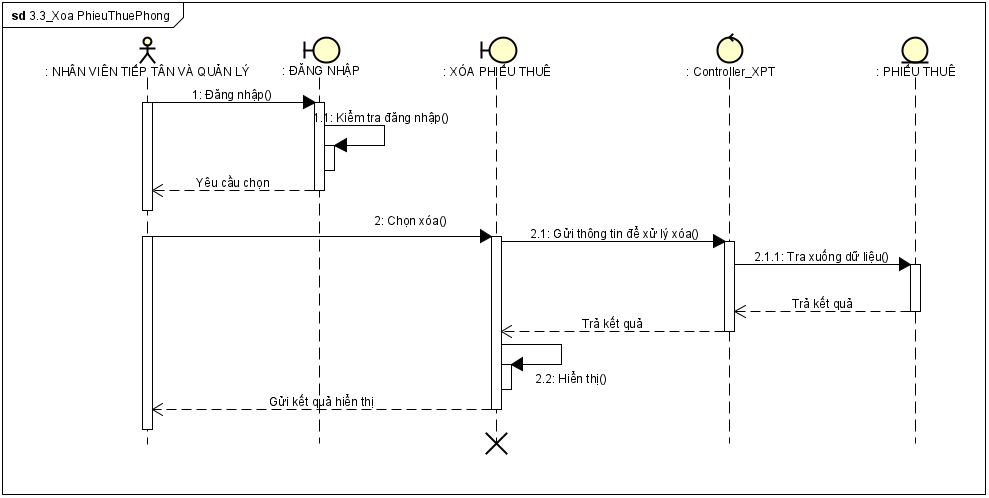 sd 3.3_Xoa PhieuThuePhong
: NHÂN VIÊN TIẾP TÂN VÀ QUẢN LÝ
: ĐĂNG NHẬP
: XÓA PHIẾU THUÊ
: Controller_XPT
: PHIẾU THUÊ
1: Đăng nhập()
1.1: Kiểm tra đăng nhập()
Yêu cầu chọn
2: Chọn xóa()
2.1: Gửi thông tin để xử lý xóa()
2.1.1: Tra xuống dữ liệu()
Trả kết quả
Trả kết quả
2.2: Hiển thị()
Gửi kết quả hiển thị